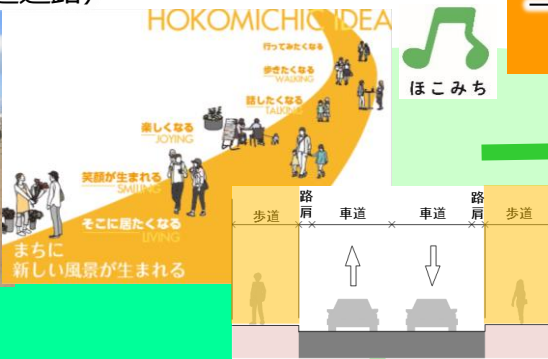 HOKOMICHI IDEA
行ってみたくなる
歩きたくなる
WALKING
話したくなる
TALKING
楽しくなる
JOYING
笑顔が生まれる
SMILING
そこに居たくなる
LIVING
まちに
新しい風景が生まれる
ほこみち
歩道
路肩
車道
車道
路肩
歩道